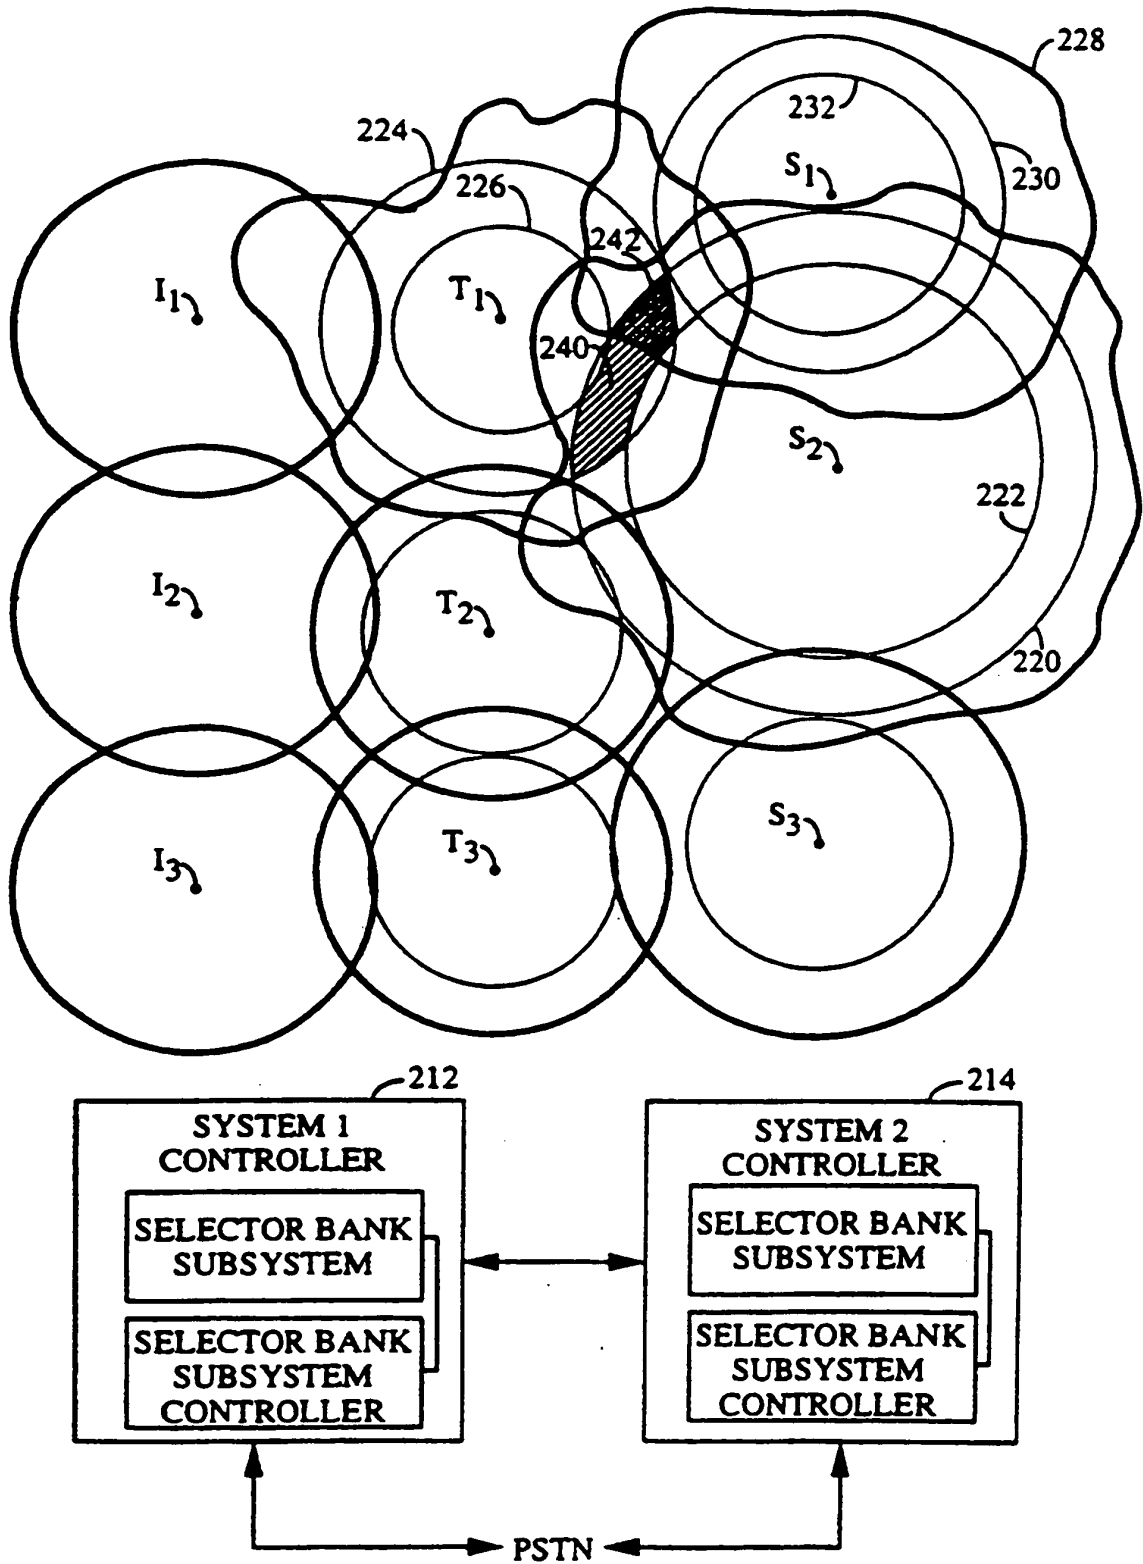 228
232
224
S1
230
226
242
I1
T1
240
S2
222
I2
T2
220
S3
T3
I3
212
214
SYSTEM 1
CONTROLLER
SELECTOR BANK
SUBSYSTEM
SELECTOR BANK
SUBSYSTEM
CONTROLLER
SYSTEM 2
CONTROLLER
SELECTOR BANK
SUBSYSTEM
SELECTOR BANK
SUBSYSTEM
CONTROLLER
PSTN